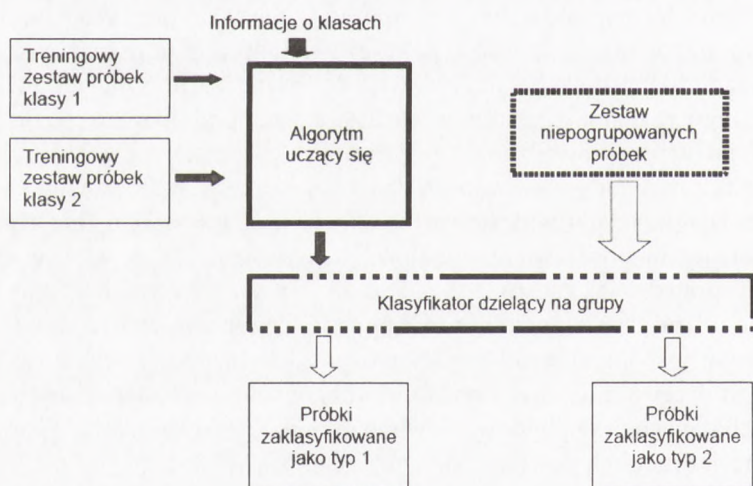 Informacje o klasach
Treningowy
zestaw próbek
klasy 1
Treningowy
zestaw próbek
klasy 2
Algorytm
uczący się
Zestaw
niepogrupowanych
próbek
Klasyfikator dzielący na grupy
Próbki
zaklasyfikowane
jako typ 1
Próbki
zaklasyfikowane
jako typ 2